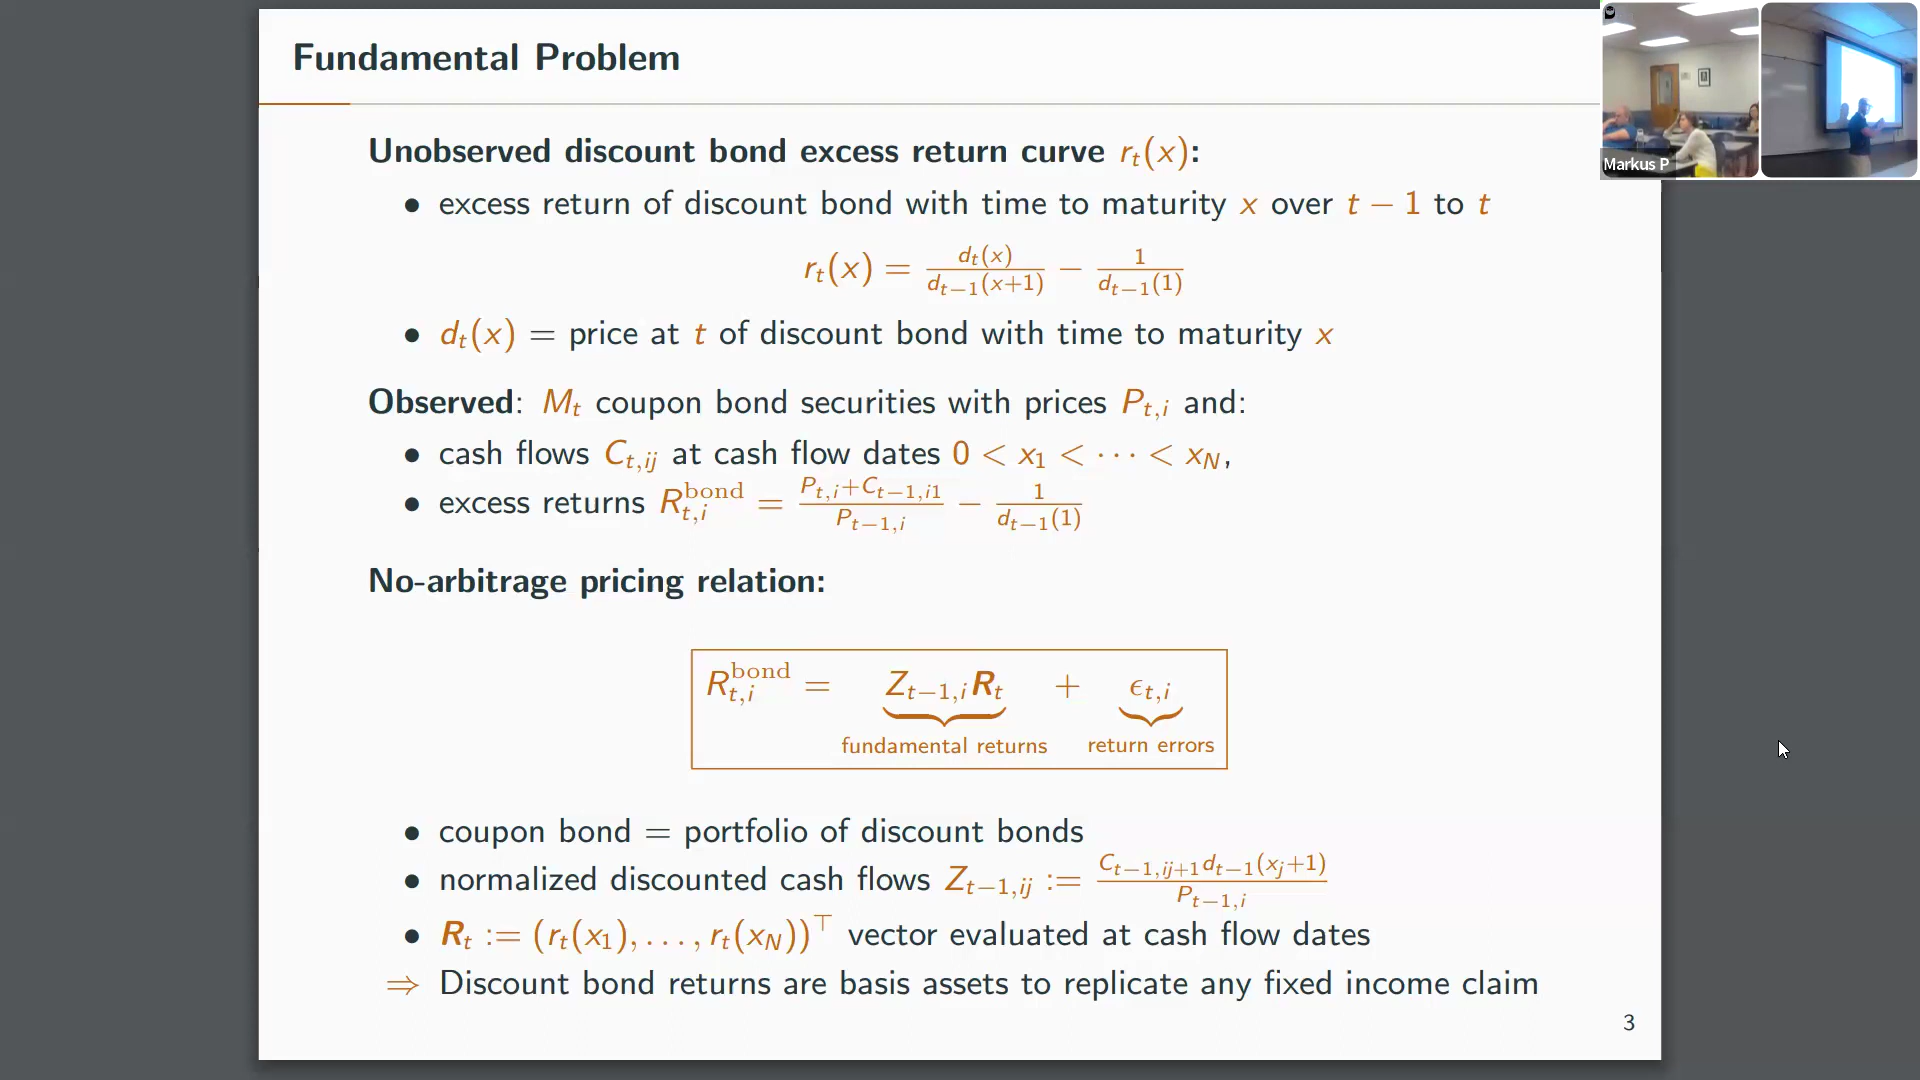 Fundamental Problem
Markus P
Unobserved discount bond excess return curve r_t(x):
• excess return of discount bond with time to maturity x over t − 1 to t
r_t(x) = d_t(x)/d_{t−1}(x+1) − 1/d_{t−1}(1)
• d_t(x) = price at t of discount bond with time to maturity x
Observed: M_t coupon bond securities with prices P_{t,i} and:
• cash flows C_{t,ij} at cash flow dates 0 < x_1 < ⋯ < x_N,
• excess returns R_{t,i}^{bond} = (P_{t,i}+C_{t−1,i1})/P_{t−1,i} − 1/d_{t−1}(1)
No-arbitrage pricing relation:
R_{t,i}^{bond} = Z_{t−1,i}R_t + ϵ_{t,i}
fundamental returns return errors
• coupon bond = portfolio of discount bonds
• normalized discounted cash flows Z_{t−1,ij} := C_{t−1,ij+1}d_{t−1}(x_j+1)/P_{t−1,i}
• R_t := (r_t(x_1), . . . , r_t(x_N))^⊤ vector evaluated at cash flow dates
⇒ Discount bond returns are basis assets to replicate any fixed income claim
3